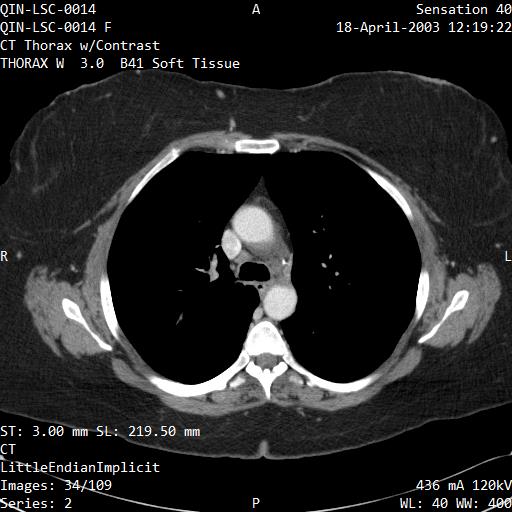 QIN-LSC-0014 A Sensation 40
QIN-LSC-0014 F 18-April-2003 12:19:22
CT Thorax w/Contrast
THORAX W 3.0 B41 Soft Tissue
R L
ST: 3.00 mm SL: 219.50 mm
CT
LittleEndianImplicit
Images: 34/109 436 mA 120kV
Series: 2 P WL: 40 WW: 400